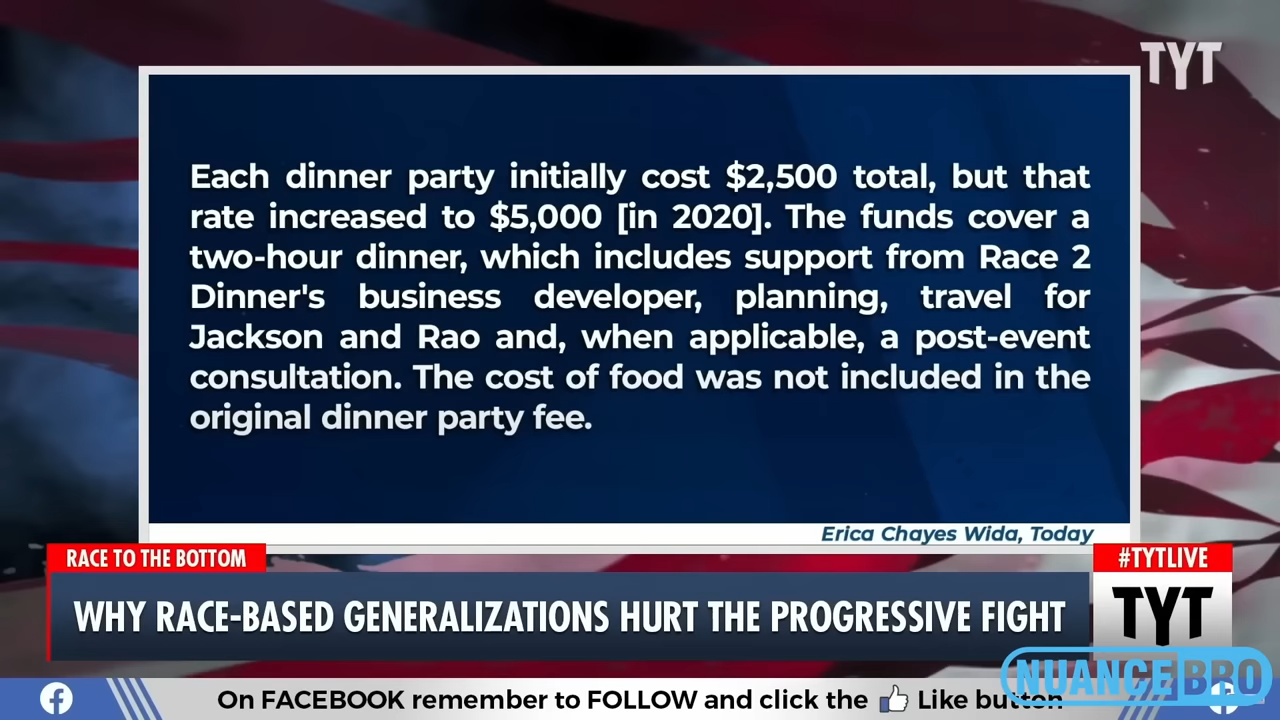 TYT
Each dinner party initially cost $2,500 total, but that
rate increased to $5,000 [in 2020]. The funds cover a
two-hour dinner, which includes support from Race 2
Dinner's business developer, planning, travel for
Jackson and Rao and, when applicable, a post-event
consultation. The cost of food was not included in the
original dinner party fee.
Erica Chayes Wida, Today
RACE TO THE BOTTOM
#TYTLIVE
WHY RACE-BASED GENERALIZATIONS HURT THE PROGRESSIVE FIGHT
TYT
NUANCE BRO
On FACEBOOK remember to FOLLOW and click the Like button